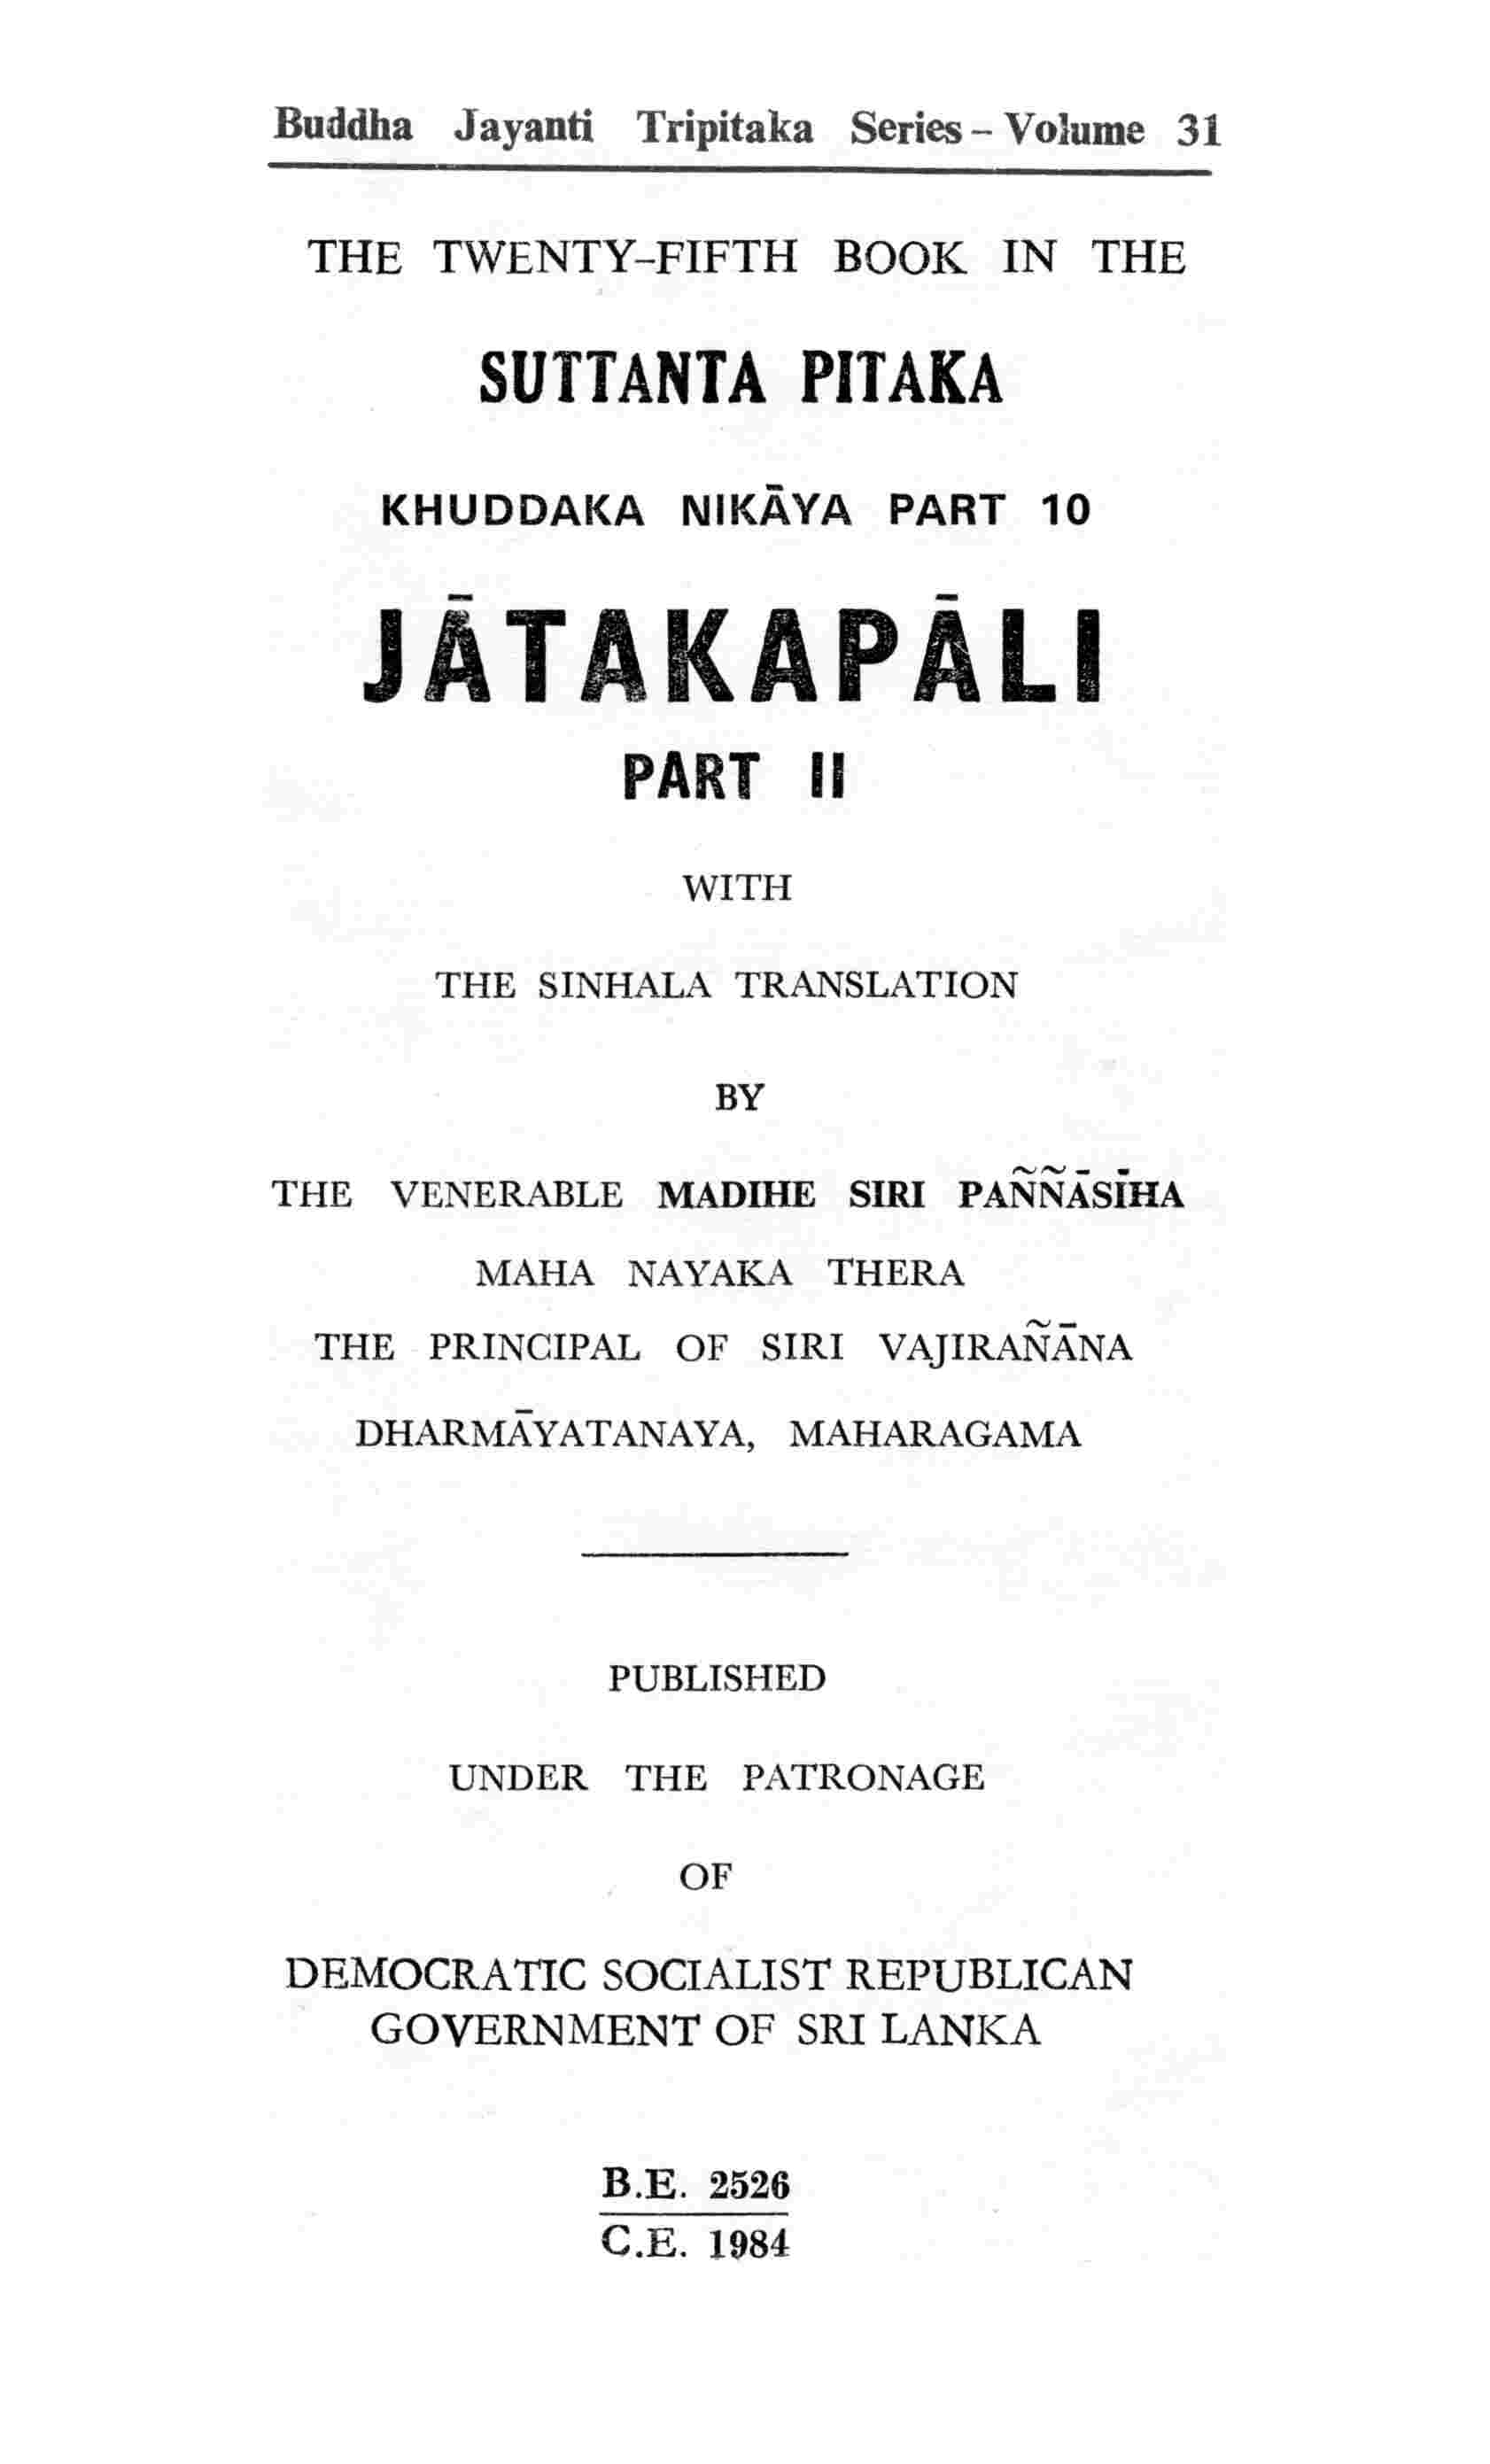 Buddha Jayanti Tripitaka Series – Volume 31
THE TWENTY–FIFTH BOOK IN THE
SUTTANTA PITAKA
KHUDDAKA NIKĀYA PART 10
JĀTAKAPĀLI
PART II
WITH
THE SINHALA TRANSLATION
BY
THE VENERABLE MADIHE SIRI PAÑÑĀSĪHA
MAHA NAYAKA THERA
THE PRINCIPAL OF SIRI VAJIRAÑĀNA
DHARMĀYATANAYA, MAHARAGAMA
PUBLISHED
UNDER THE PATRONAGE
OF
DEMOCRATIC SOCIALIST REPUBLICAN
GOVERNMENT OF SRI LANKA
B.E. 2526
C.E. 1984